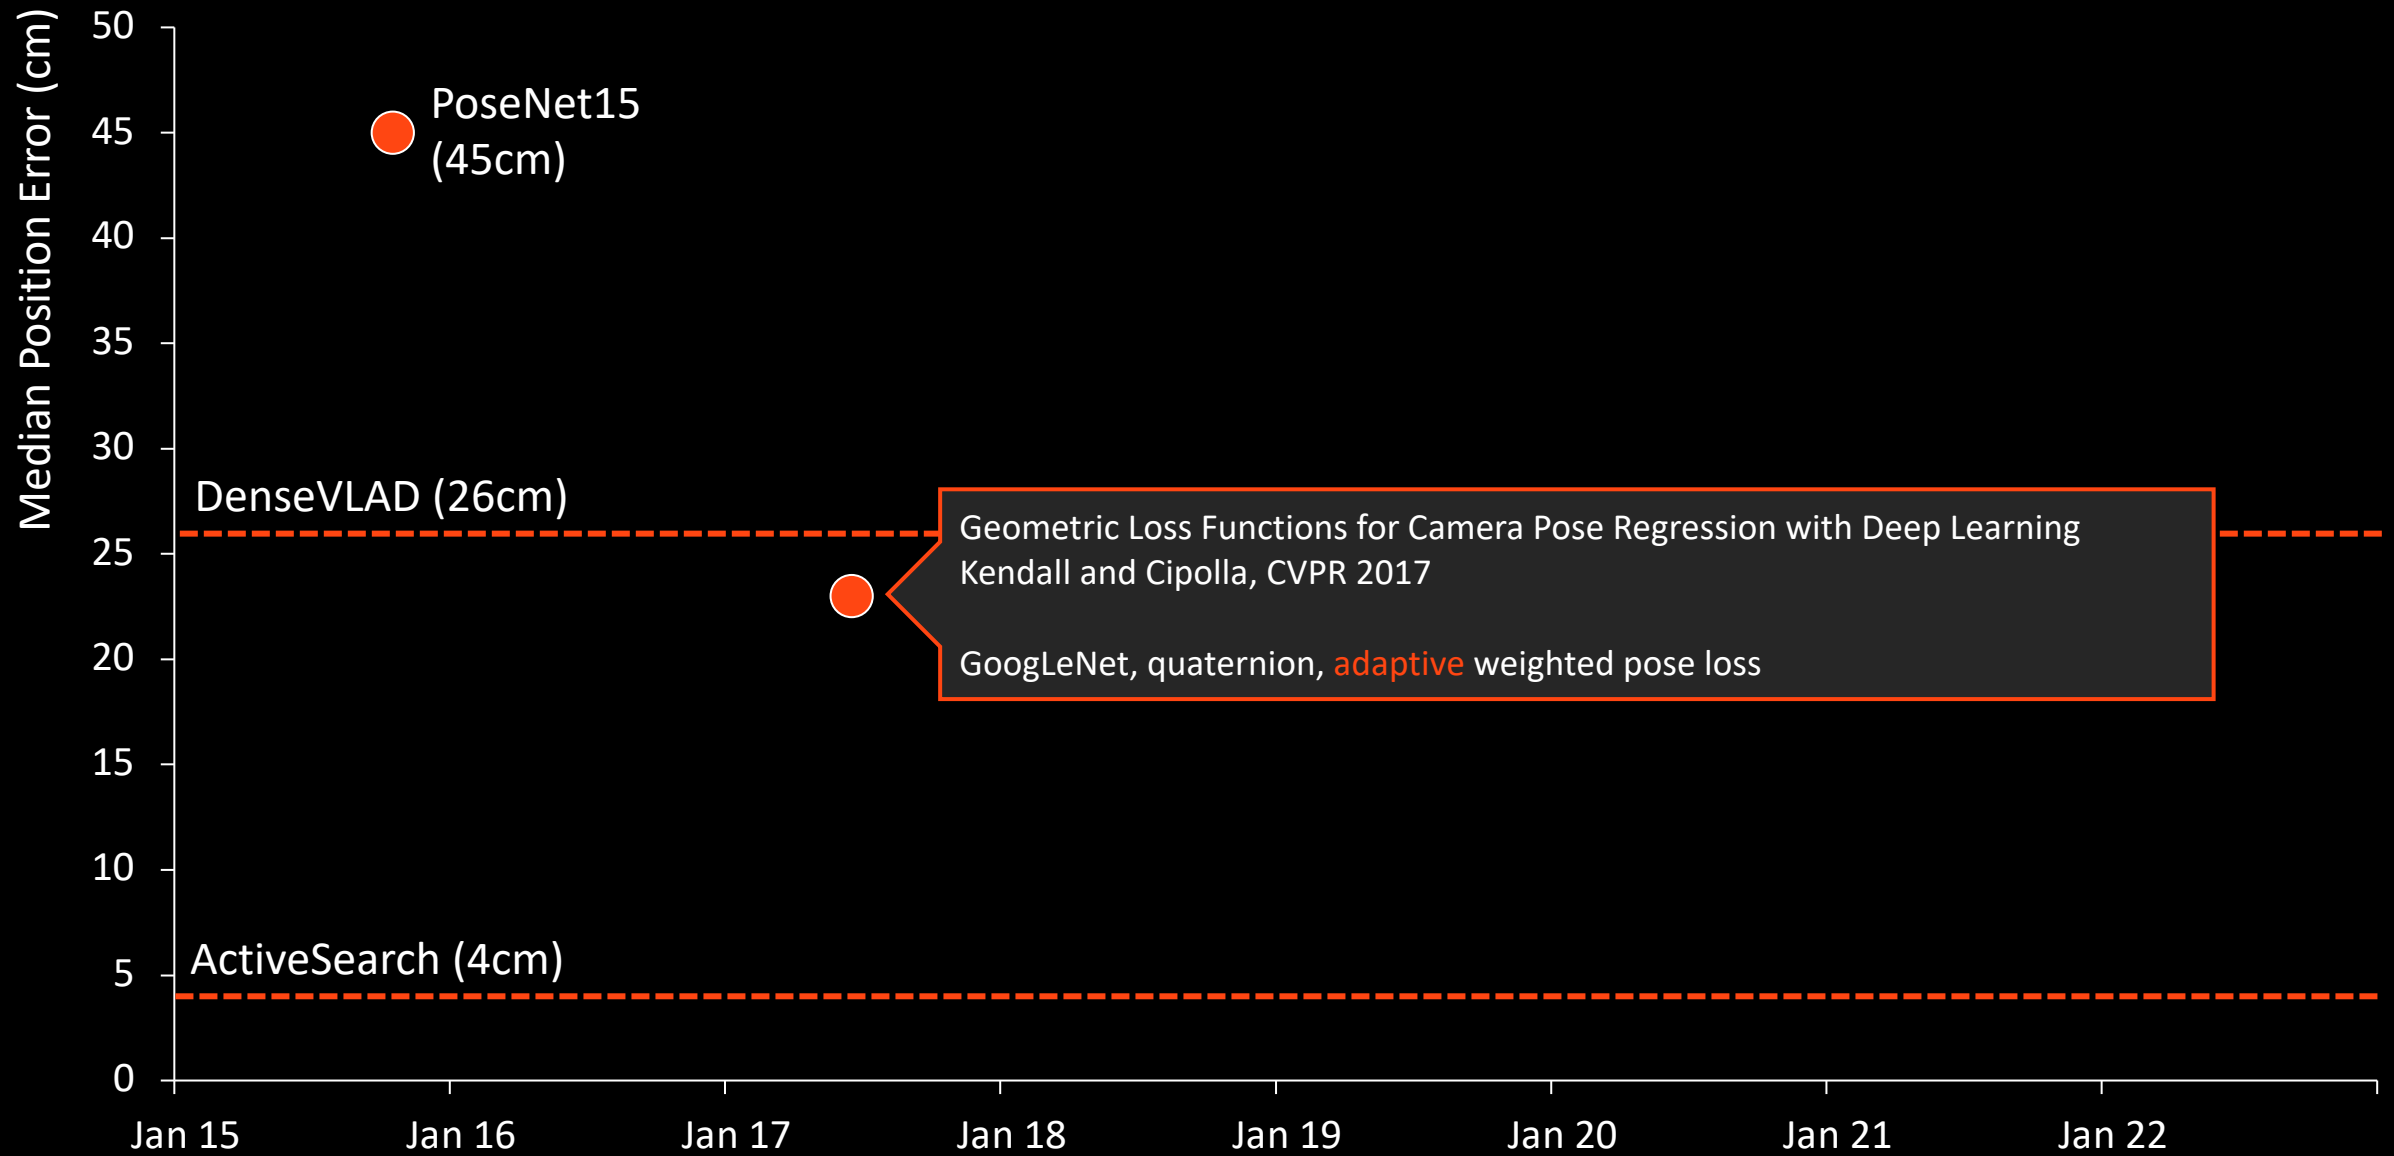 Median Position Error (cm)
50
45
40
35
30
25
20
15
10
5
0
PoseNet15
(45cm)
DenseVLAD (26cm)
Geometric Loss Functions for Camera Pose Regression with Deep Learning
Kendall and Cipolla, CVPR 2017
GoogLeNet, quaternion, adaptive weighted pose loss
ActiveSearch (4cm)
Jan 15 Jan 16 Jan 17 Jan 18 Jan 19 Jan 20 Jan 21 Jan 22